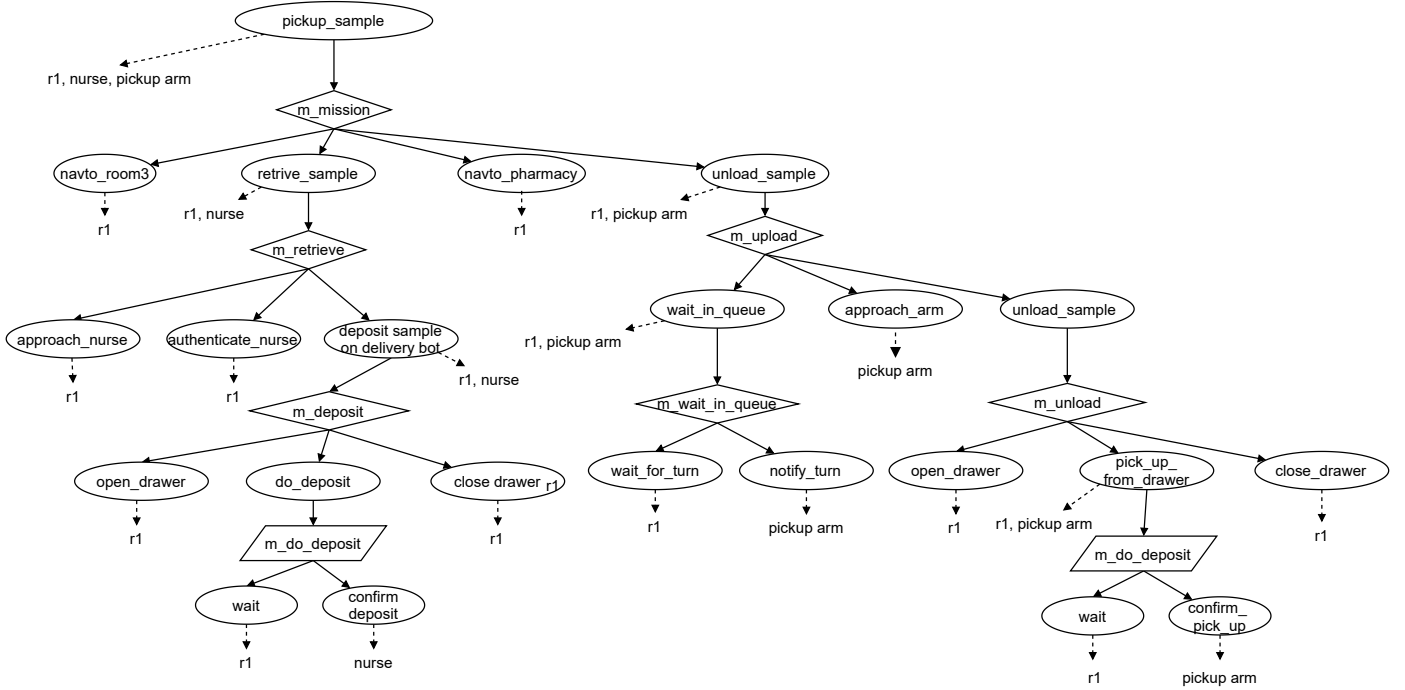 pickup_sample
r1, nurse, pickup arm
m_mission
navto_room3
retrive_sample
navto_pharmacy
unload_sample
r1
r1, nurse
r1
r1, pickup arm
m_retrieve
m_upload
approach_nurse
authenticate_nurse
deposit sample
on delivery bot
wait_in_queue
approach_arm
unload_sample
r1
r1
r1, nurse
r1, pickup arm
pickup arm
m_deposit
m_wait_in_queue
m_unload
open_drawer
do_deposit
close drawer
r1
wait_for_turn
notify_turn
open_drawer
pick_up_
from_drawer
close_drawer
r1
r1
r1
pickup arm
r1
r1, pickup arm
r1
m_do_deposit
m_do_deposit
wait
confirm
deposit
wait
confirm_
pick_up
r1
nurse
r1
pickup arm